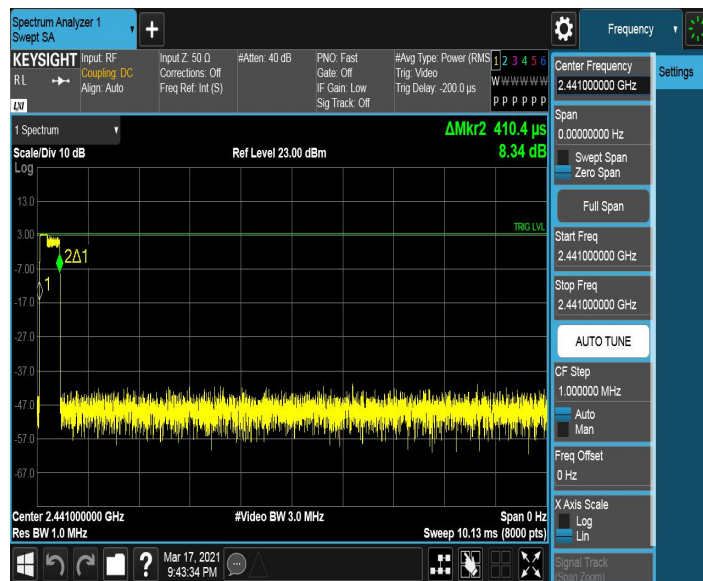 Spectrum Analyzer 1
Swept SA
+
Frequency
KEYSIGHT
RL
LXI
Input: RF
Coupling: DC
Align: Auto
Input Z: 50 Ω
Corrections: Off
Freq Ref: Int (S)
#Atten: 40 dB
PNO: Fast
Gate: Off
IF Gain: Low
Sig Track: Off
#Avg Type: Power (RMS
Trig: Video
Trig Delay: -200.0 µs
1 2 3 4 5 6
W W W W W W
P P P P P P
1 Spectrum
Scale/Div 10 dB
Log
Ref Level 23.00 dBm
ΔMkr2 410.4 µs
8.34 dB
13.0
3.00
-7.00
-17.0
-27.0
-37.0
-47.0
-57.0
-67.0
TRIG LVL
2Δ1
1
Center 2.441000000 GHz
Res BW 1.0 MHz
#Video BW 3.0 MHz
Span 0 Hz
Sweep 10.13 ms (8000 pts)
?
Mar 17, 2021
9:43:34 PM
Center Frequency
2.441000000 GHz
Span
0.00000000 Hz
Swept Span
Zero Span
Full Span
Start Freq
2.441000000 GHz
Stop Freq
2.441000000 GHz
AUTO TUNE
CF Step
1.000000 MHz
Auto
Man
Freq Offset
0 Hz
X Axis Scale
Log
Lin
Signal Track
(Span Zoom)
Settings